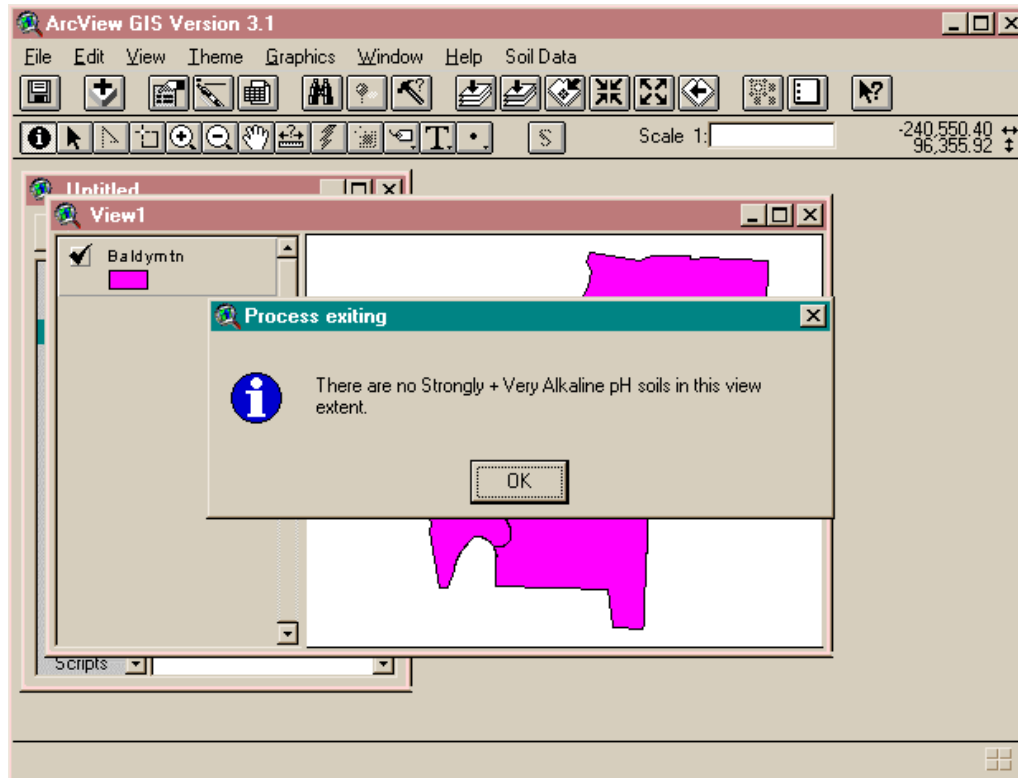 ArcView GIS Version 3.1
File Edit View Theme Graphics Window Help Soil Data
S Scale 1: -240,550.40
T 96,355.92
Untitled
View1
Baldymtn
Process exiting
There are no Strongly + Very Alkaline pH soils in this view
extent.
OK
Scripts